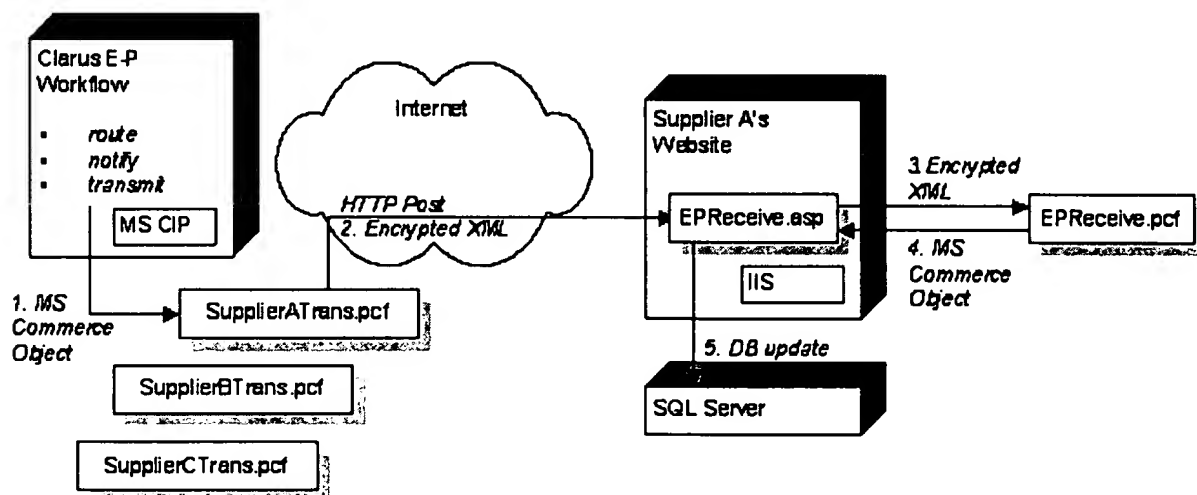 Clarus E-P
Workflow
▪ route
▪ notify
▪ transmit
MS CIP
Internet
HTTP Post
2. Encrypted XML
1. MS
Commerce
Object
SupplierATrans.pcf
SupplierBTrans.pcf
SupplierCTrans.pcf
Supplier A's
Website
EPReceive.asp
IIS
3. Encrypted
XML
EPReceive.pcf
4. MS
Commerce
Object
5. DB update
SQL Server